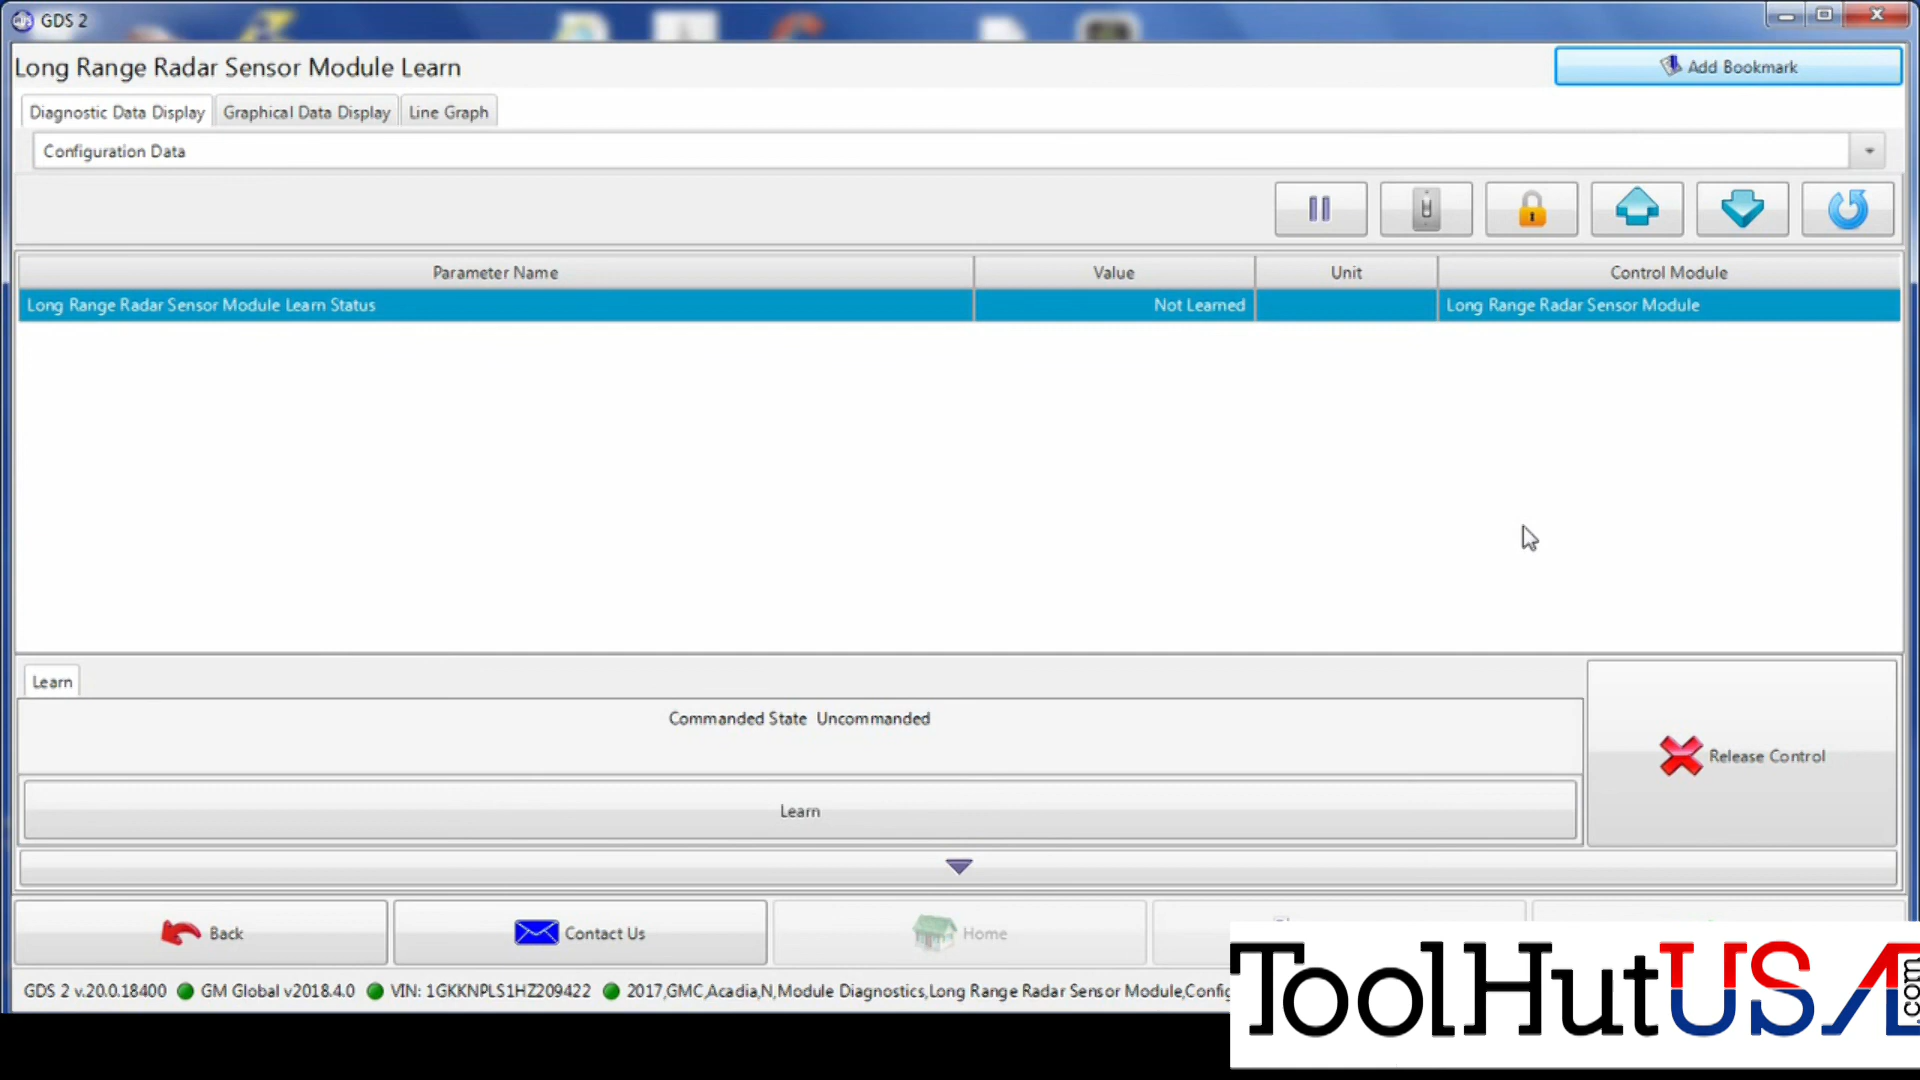 GDS 2
Long Range Radar Sensor Module Learn
Add Bookmark
Diagnostic Data Display
Graphical Data Display
Line Graph
Configuration Data
Parameter Name
Value
Unit
Control Module
Long Range Radar Sensor Module Learn Status
Not Learned
Long Range Radar Sensor Module
Learn
Commanded State Uncommanded
Release Control
Learn
Back
Contact Us
Home
GDS 2 v.20.0.18400
GM Global v2018.4.0
VIN: 1GKKNPLS1HZ209422
2017,GMC,Acadia,N,Module Diagnostics,Long Range Radar Sensor Module,Config
ToolHutUSA
.com